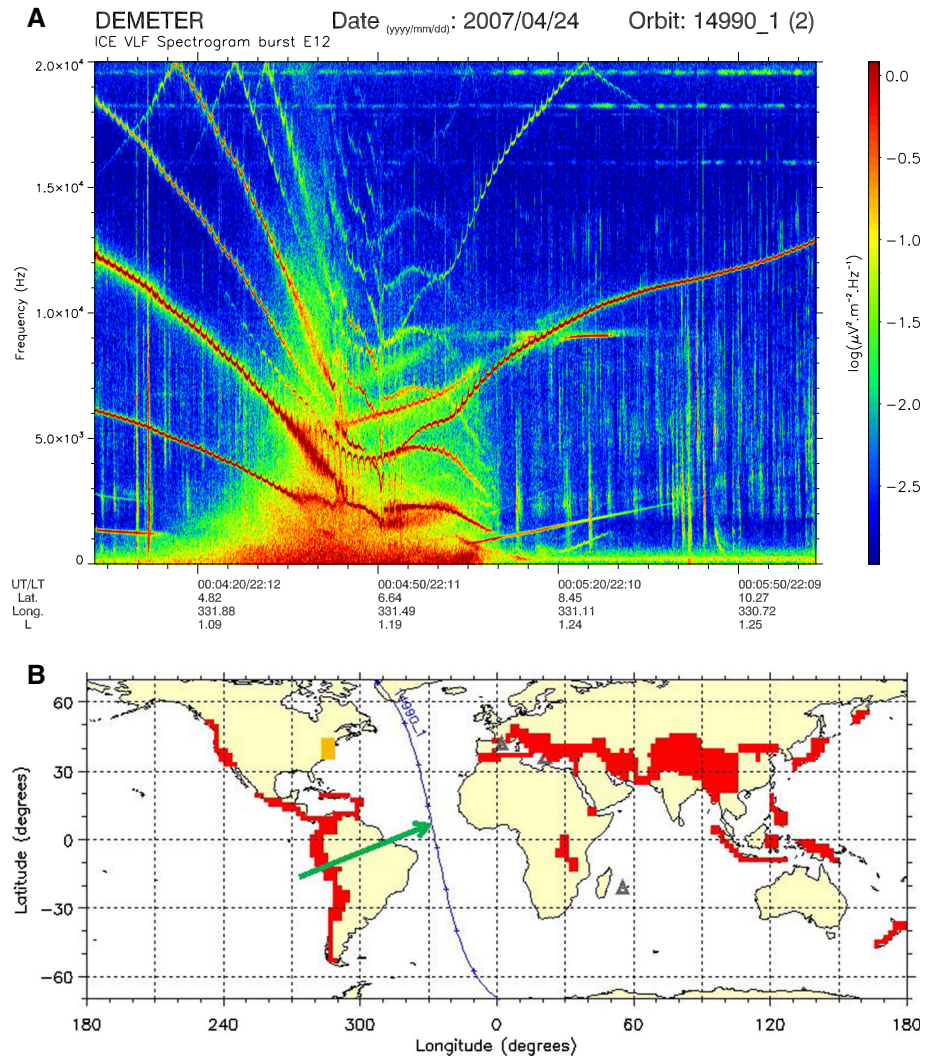 A
DEMETER Date (yyyy/mm/dd): 2007/04/24 Orbit: 14990_1 (2)
ICE VLF Spectrogram burst E12
2.0×10⁴
1.5×10⁴
1.0×10⁴
5.0×10³
0
Frequency (Hz)
0.0
−0.5
−1.0
−1.5
−2.0
−2.5
log(μV².m⁻².Hz⁻¹)
UT/LT 00:04:20/22:12 00:04:50/22:11 00:05:20/22:10 00:05:50/22:09
Lat. 4.82 6.64 8.45 10.27
Long. 331.88 331.49 331.11 330.72
L 1.09 1.19 1.24 1.25
B
60
30
0
−30
−60
Latitude (degrees)
14990_1
180 240 300 0 60 120 180
Longitude (degrees)